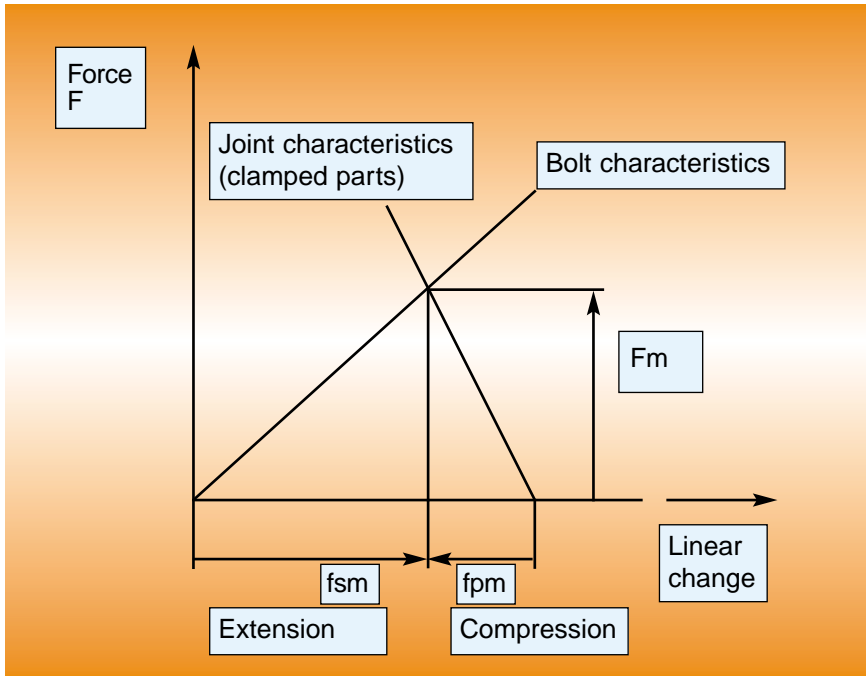 Force
F
Joint characteristics
(clamped parts)
Bolt characteristics
Fm
Linear
change
fsm
fpm
Extension
Compression